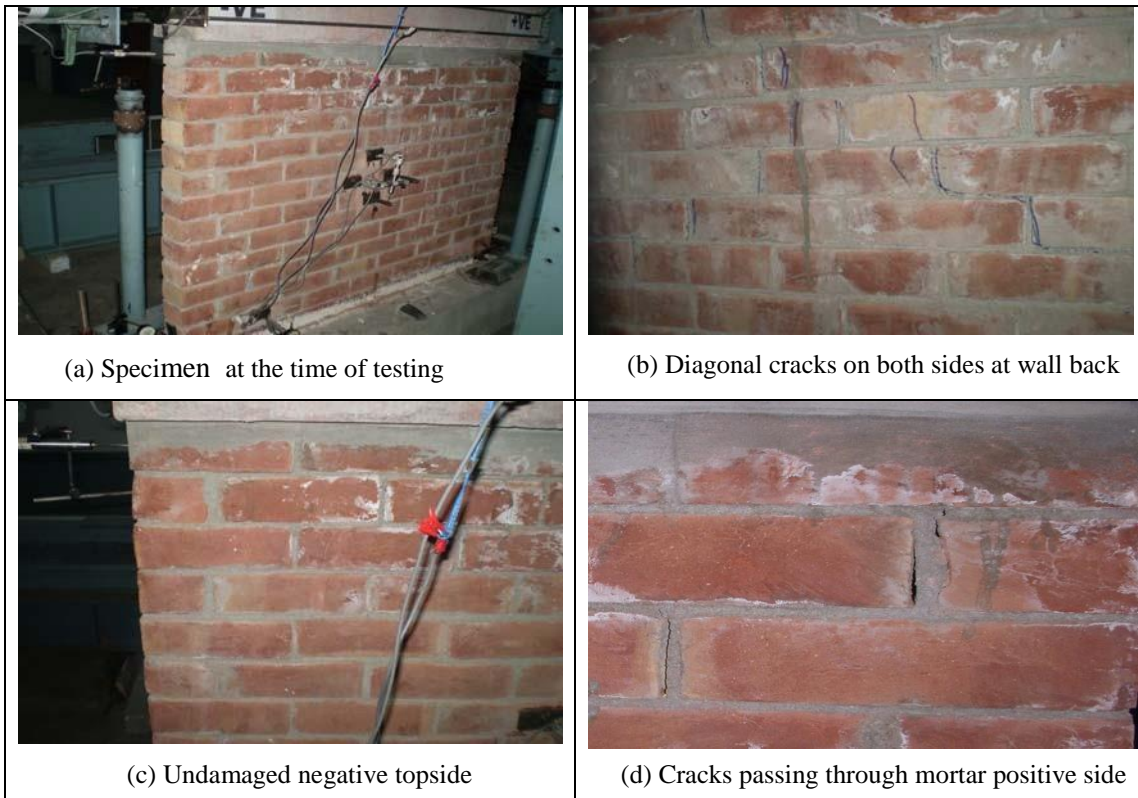 -VE
+VE
(a) Specimen at the time of testing
(b) Diagonal cracks on both sides at wall back
(c) Undamaged negative topside
(d) Cracks passing through mortar positive side